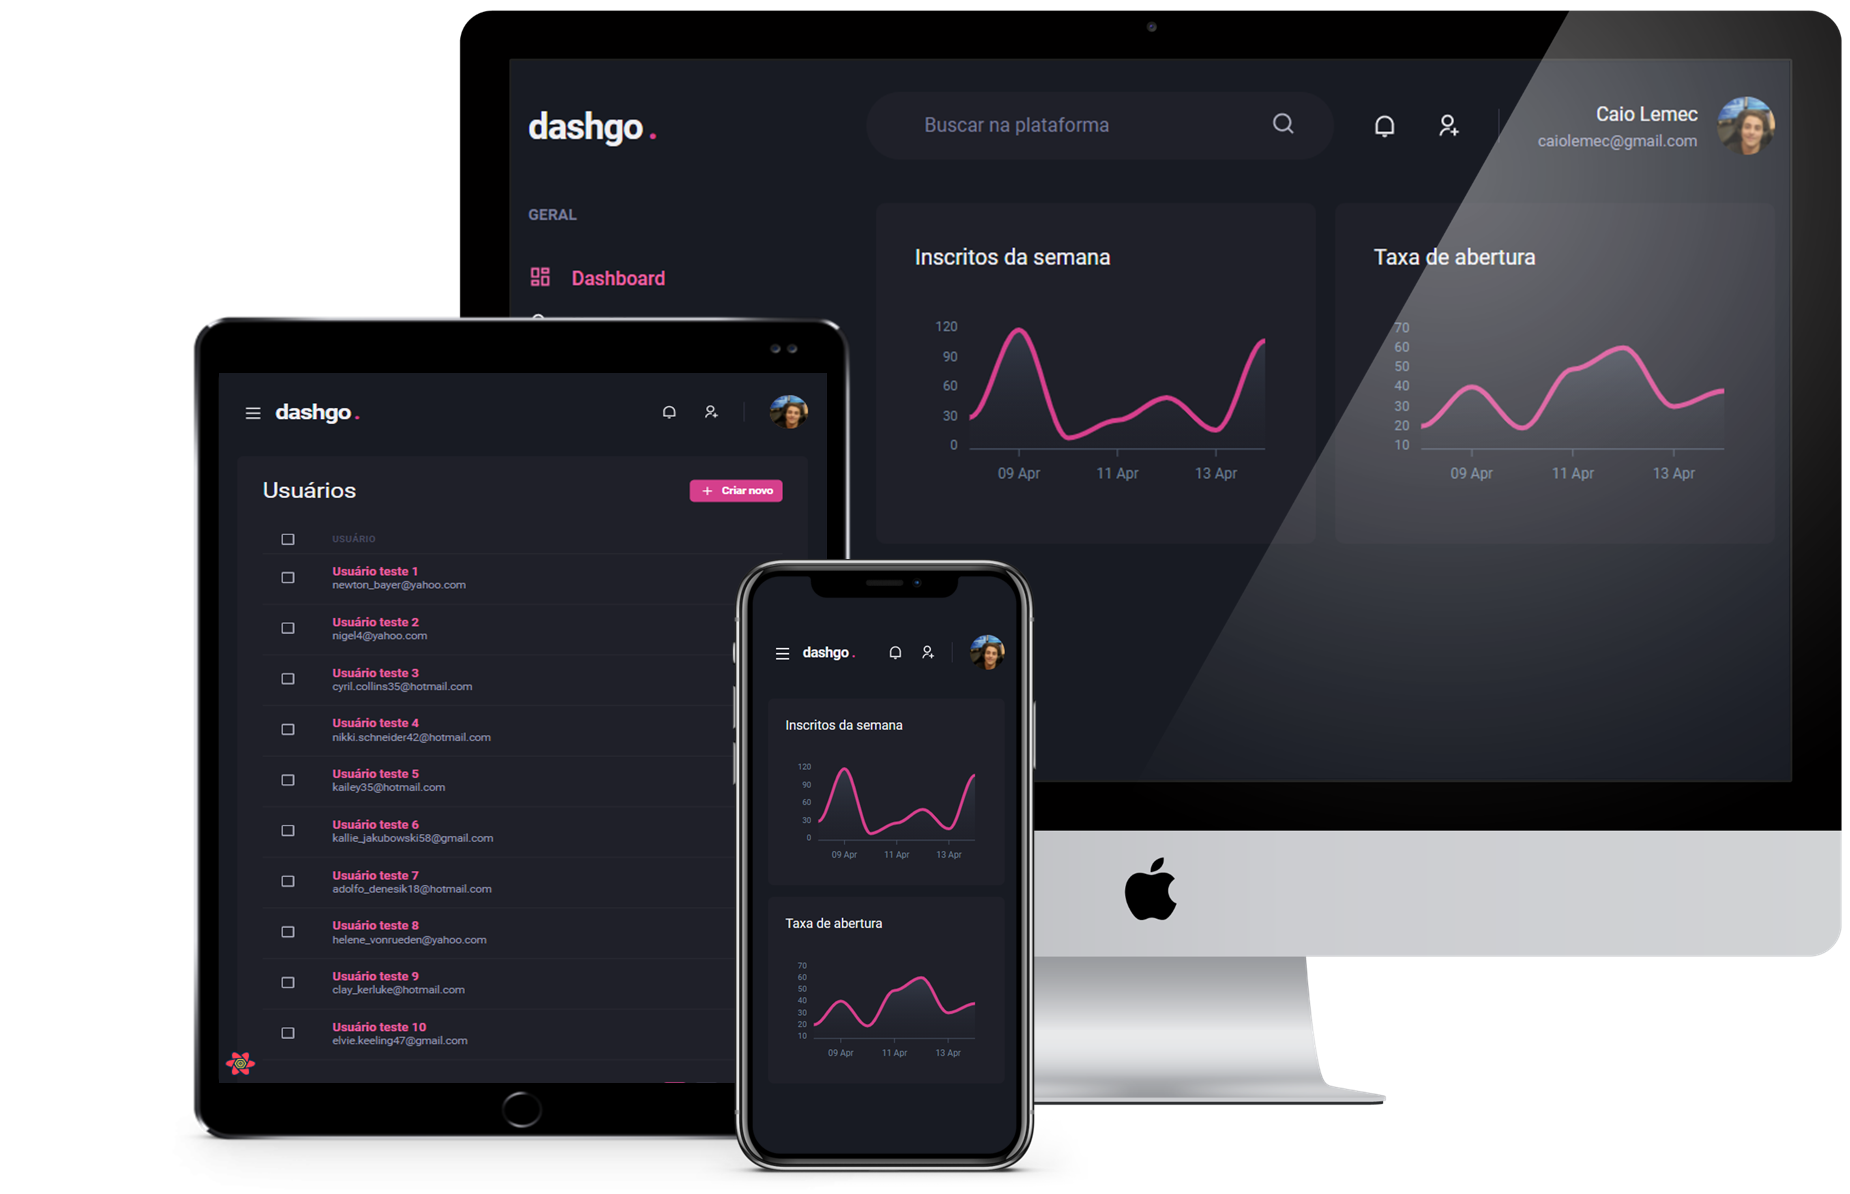 dashgo.
Buscar na plataforma
Caio Lemec
caiolemec@gmail.com
GERAL
Dashboard
Inscritos da semana
120
90
60
30
0
09 Apr
11 Apr
13 Apr
Taxa de abertura
70
60
50
40
30
20
10
09 Apr
11 Apr
13 Apr
dashgo.
Usuários
+ Criar novo
USUÁRIO
Usuário teste 1
newton_bayer@yahoo.com
Usuário teste 2
nigel4@yahoo.com
Usuário teste 3
cyril.collins35@hotmail.com
Usuário teste 4
nikki.schneider42@hotmail.com
Usuário teste 5
kailey35@hotmail.com
Usuário teste 6
kallie_jakubowski58@gmail.com
Usuário teste 7
adolfo_denesik18@hotmail.com
Usuário teste 8
helene_vonrueden@yahoo.com
Usuário teste 9
clay_kerluke@hotmail.com
Usuário teste 10
elvie.keeling47@gmail.com
dashgo.
Inscritos da semana
120
90
60
30
0
09 Apr
11 Apr
13 Apr
Taxa de abertura
70
60
50
40
30
20
10
09 Apr
11 Apr
13 Apr